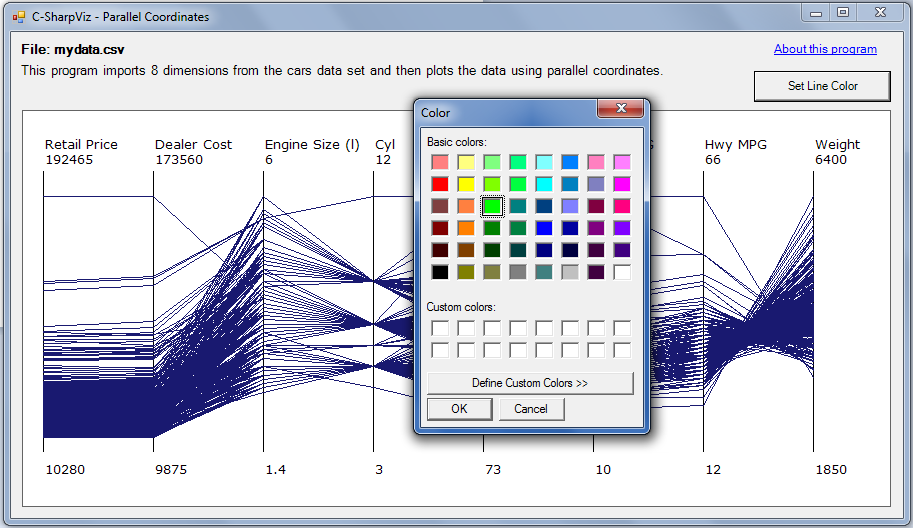 C-SharpViz - Parallel Coordinates
File: mydata.csv
About this program
This program imports 8 dimensions from the cars data set and then plots the data using parallel coordinates.
Set Line Color
Color
Basic colors:
Custom colors:
Define Custom Colors >>
OK Cancel
Retail Price Dealer Cost Engine Size (l) Cyl Hwy MPG Weight
192465 173560 6 12 66 6400
10280 9875 1.4 3 73 10 12 1850